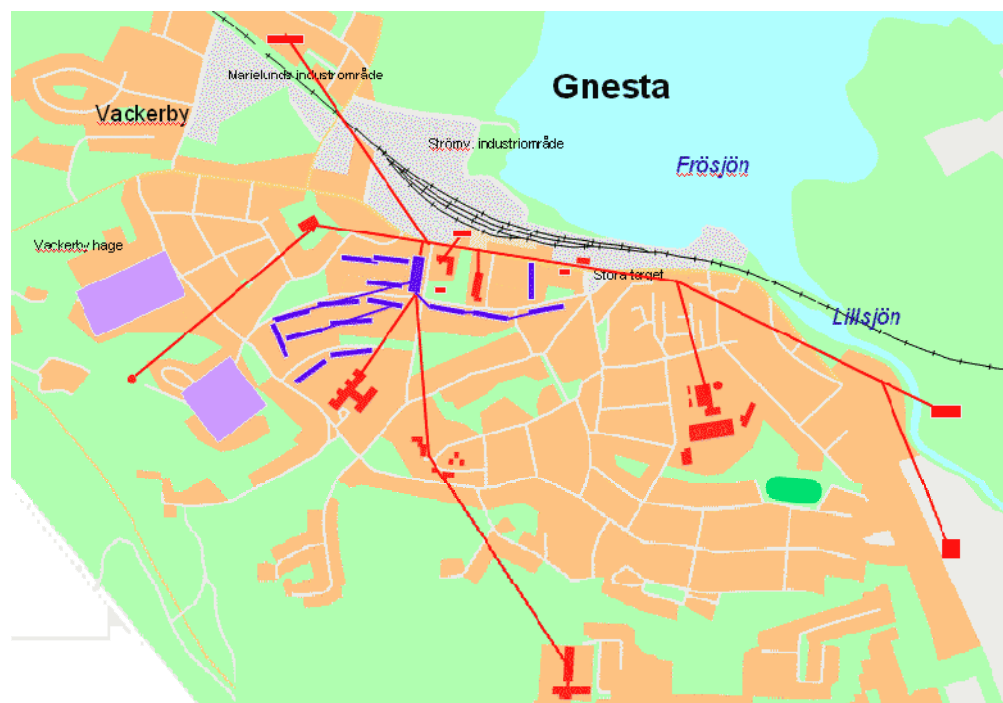 Gnesta
Marielunds industriområde
Vackerby
Strömv. industriområde
Frösjön
Vackerby hage
Stora torget
Lillsjön